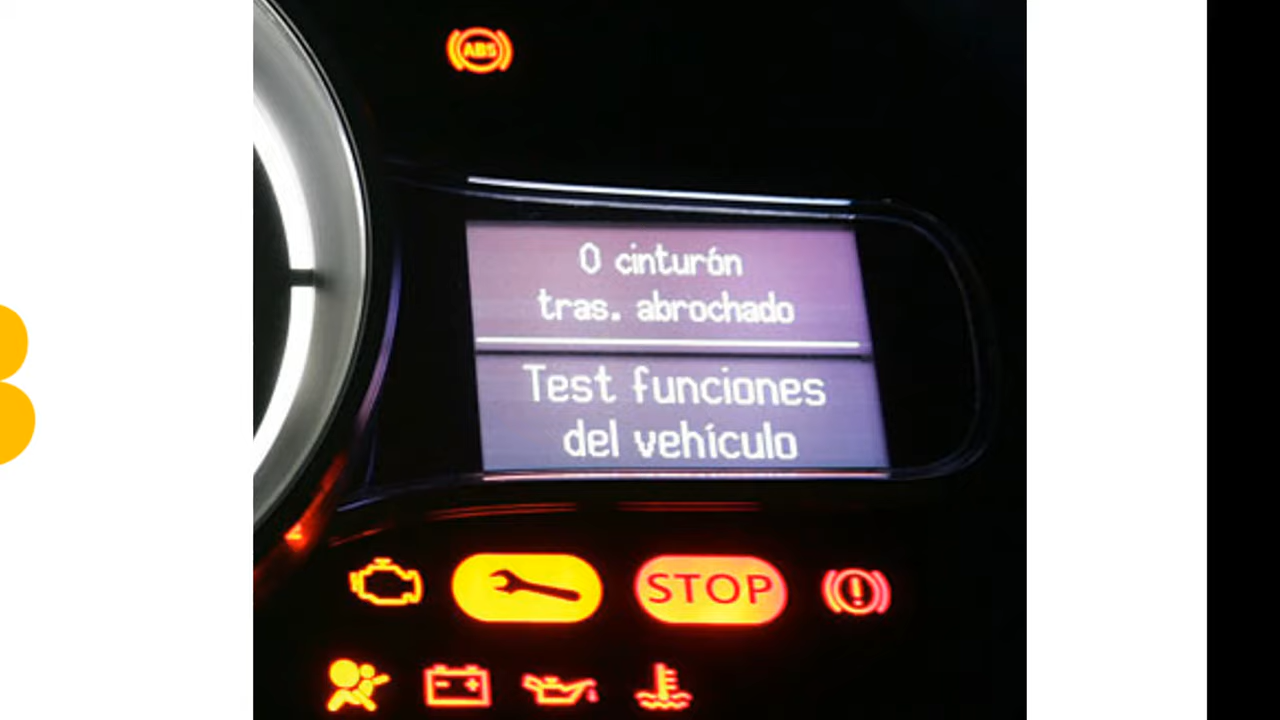 ABS
0 cinturón
tras. abrochado
Test funciones
del vehículo
STOP